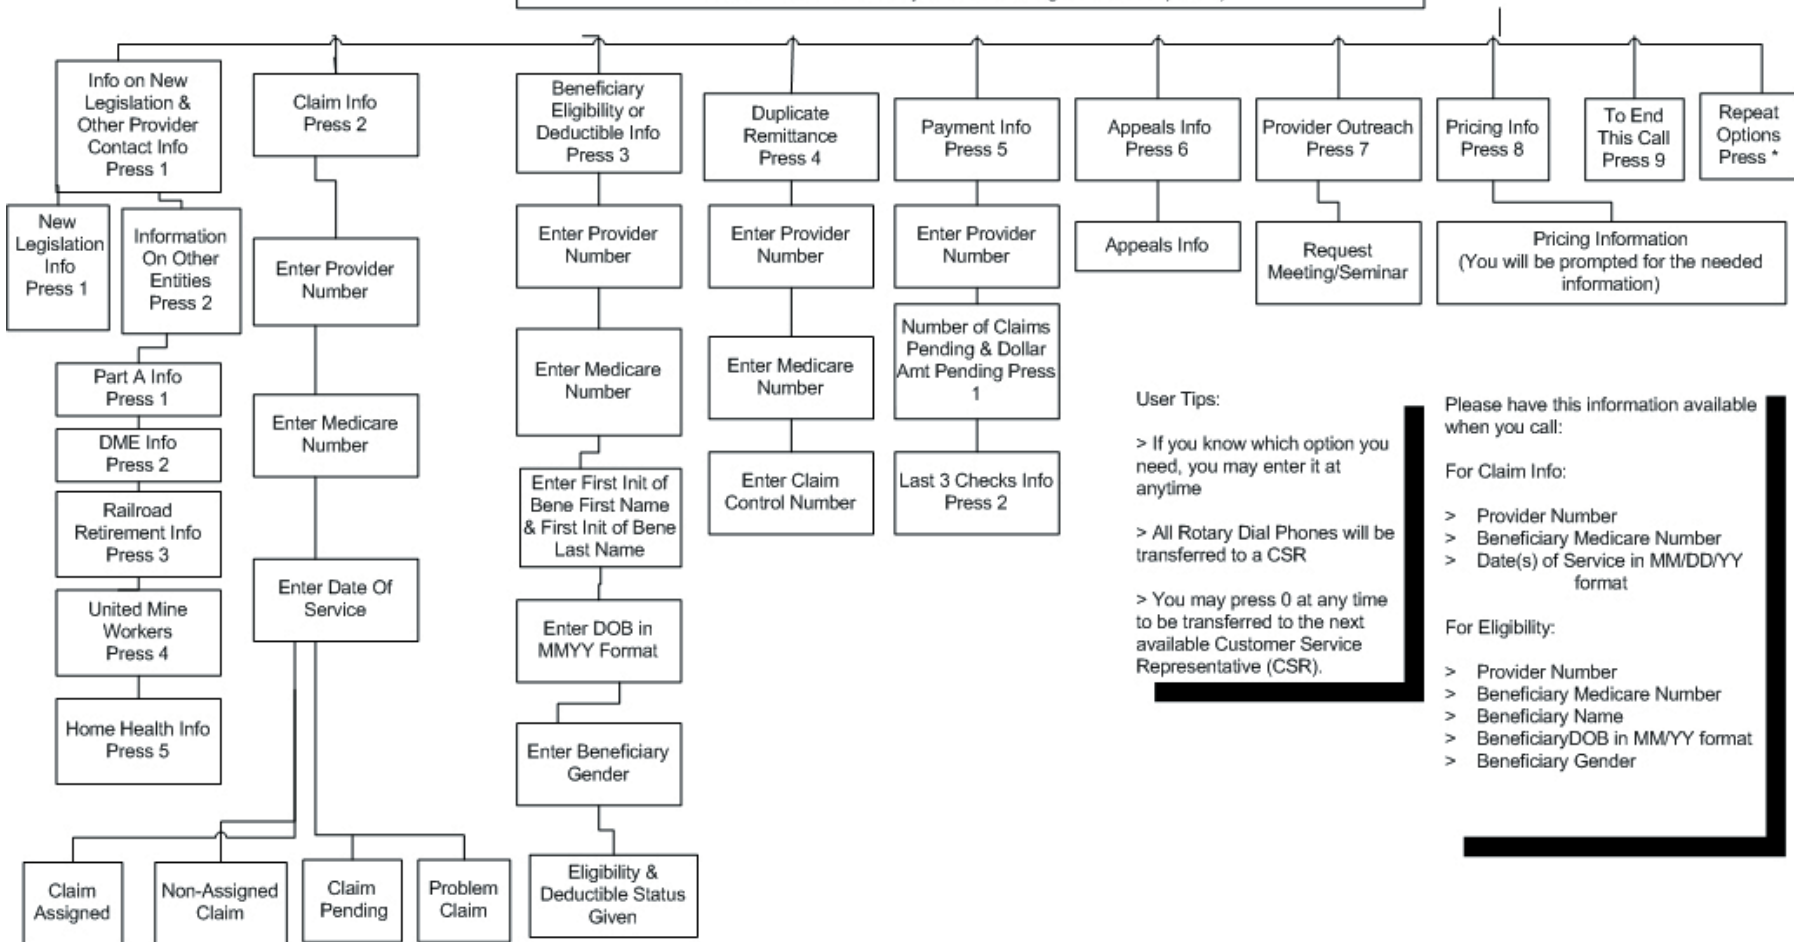 Info on New
Legislation &
Other Provider
Contact Info
Press 1
Claim Info
Press 2
Beneficiary
Eligibility or
Deductible Info
Press 3
Duplicate
Remittance
Press 4
Payment Info
Press 5
Appeals Info
Press 6
Provider Outreach
Press 7
Pricing Info
Press 8
To End
This Call
Press 9
Repeat
Options
Press *
New
Legislation
Info
Press 1
Information
On Other
Entities
Press 2
Part A Info
Press 1
DME Info
Press 2
Railroad
Retirement Info
Press 3
United Mine
Workers
Press 4
Home Health Info
Press 5
Enter Provider
Number
Enter Medicare
Number
Enter Date Of
Service
Claim
Assigned
Non-Assigned
Claim
Claim
Pending
Problem
Claim
Enter Provider
Number
Enter Medicare
Number
Enter First Init of
Bene First Name
& First Init of Bene
Last Name
Enter DOB in
MMYY Format
Enter Beneficiary
Gender
Eligibility &
Deductible Status
Given
Enter Provider
Number
Enter Medicare
Number
Enter Claim
Control Number
Enter Provider
Number
Number of Claims
Pending & Dollar
Amt Pending Press
1
Last 3 Checks Info
Press 2
Appeals Info
Request
Meeting/Seminar
Pricing Information
(You will be prompted for the needed
information)
User Tips:
> If you know which option you
need, you may enter it at
anytime
> All Rotary Dial Phones will be
transferred to a CSR
> You may press 0 at any time
to be transferred to the next
available Customer Service
Representative (CSR).
Please have this information available
when you call:
For Claim Info:
> Provider Number
> Beneficiary Medicare Number
> Date(s) of Service in MM/DD/YY
format
For Eligibility:
> Provider Number
> Beneficiary Medicare Number
> Beneficiary Name
> BeneficiaryDOB in MM/YY format
> Beneficiary Gender